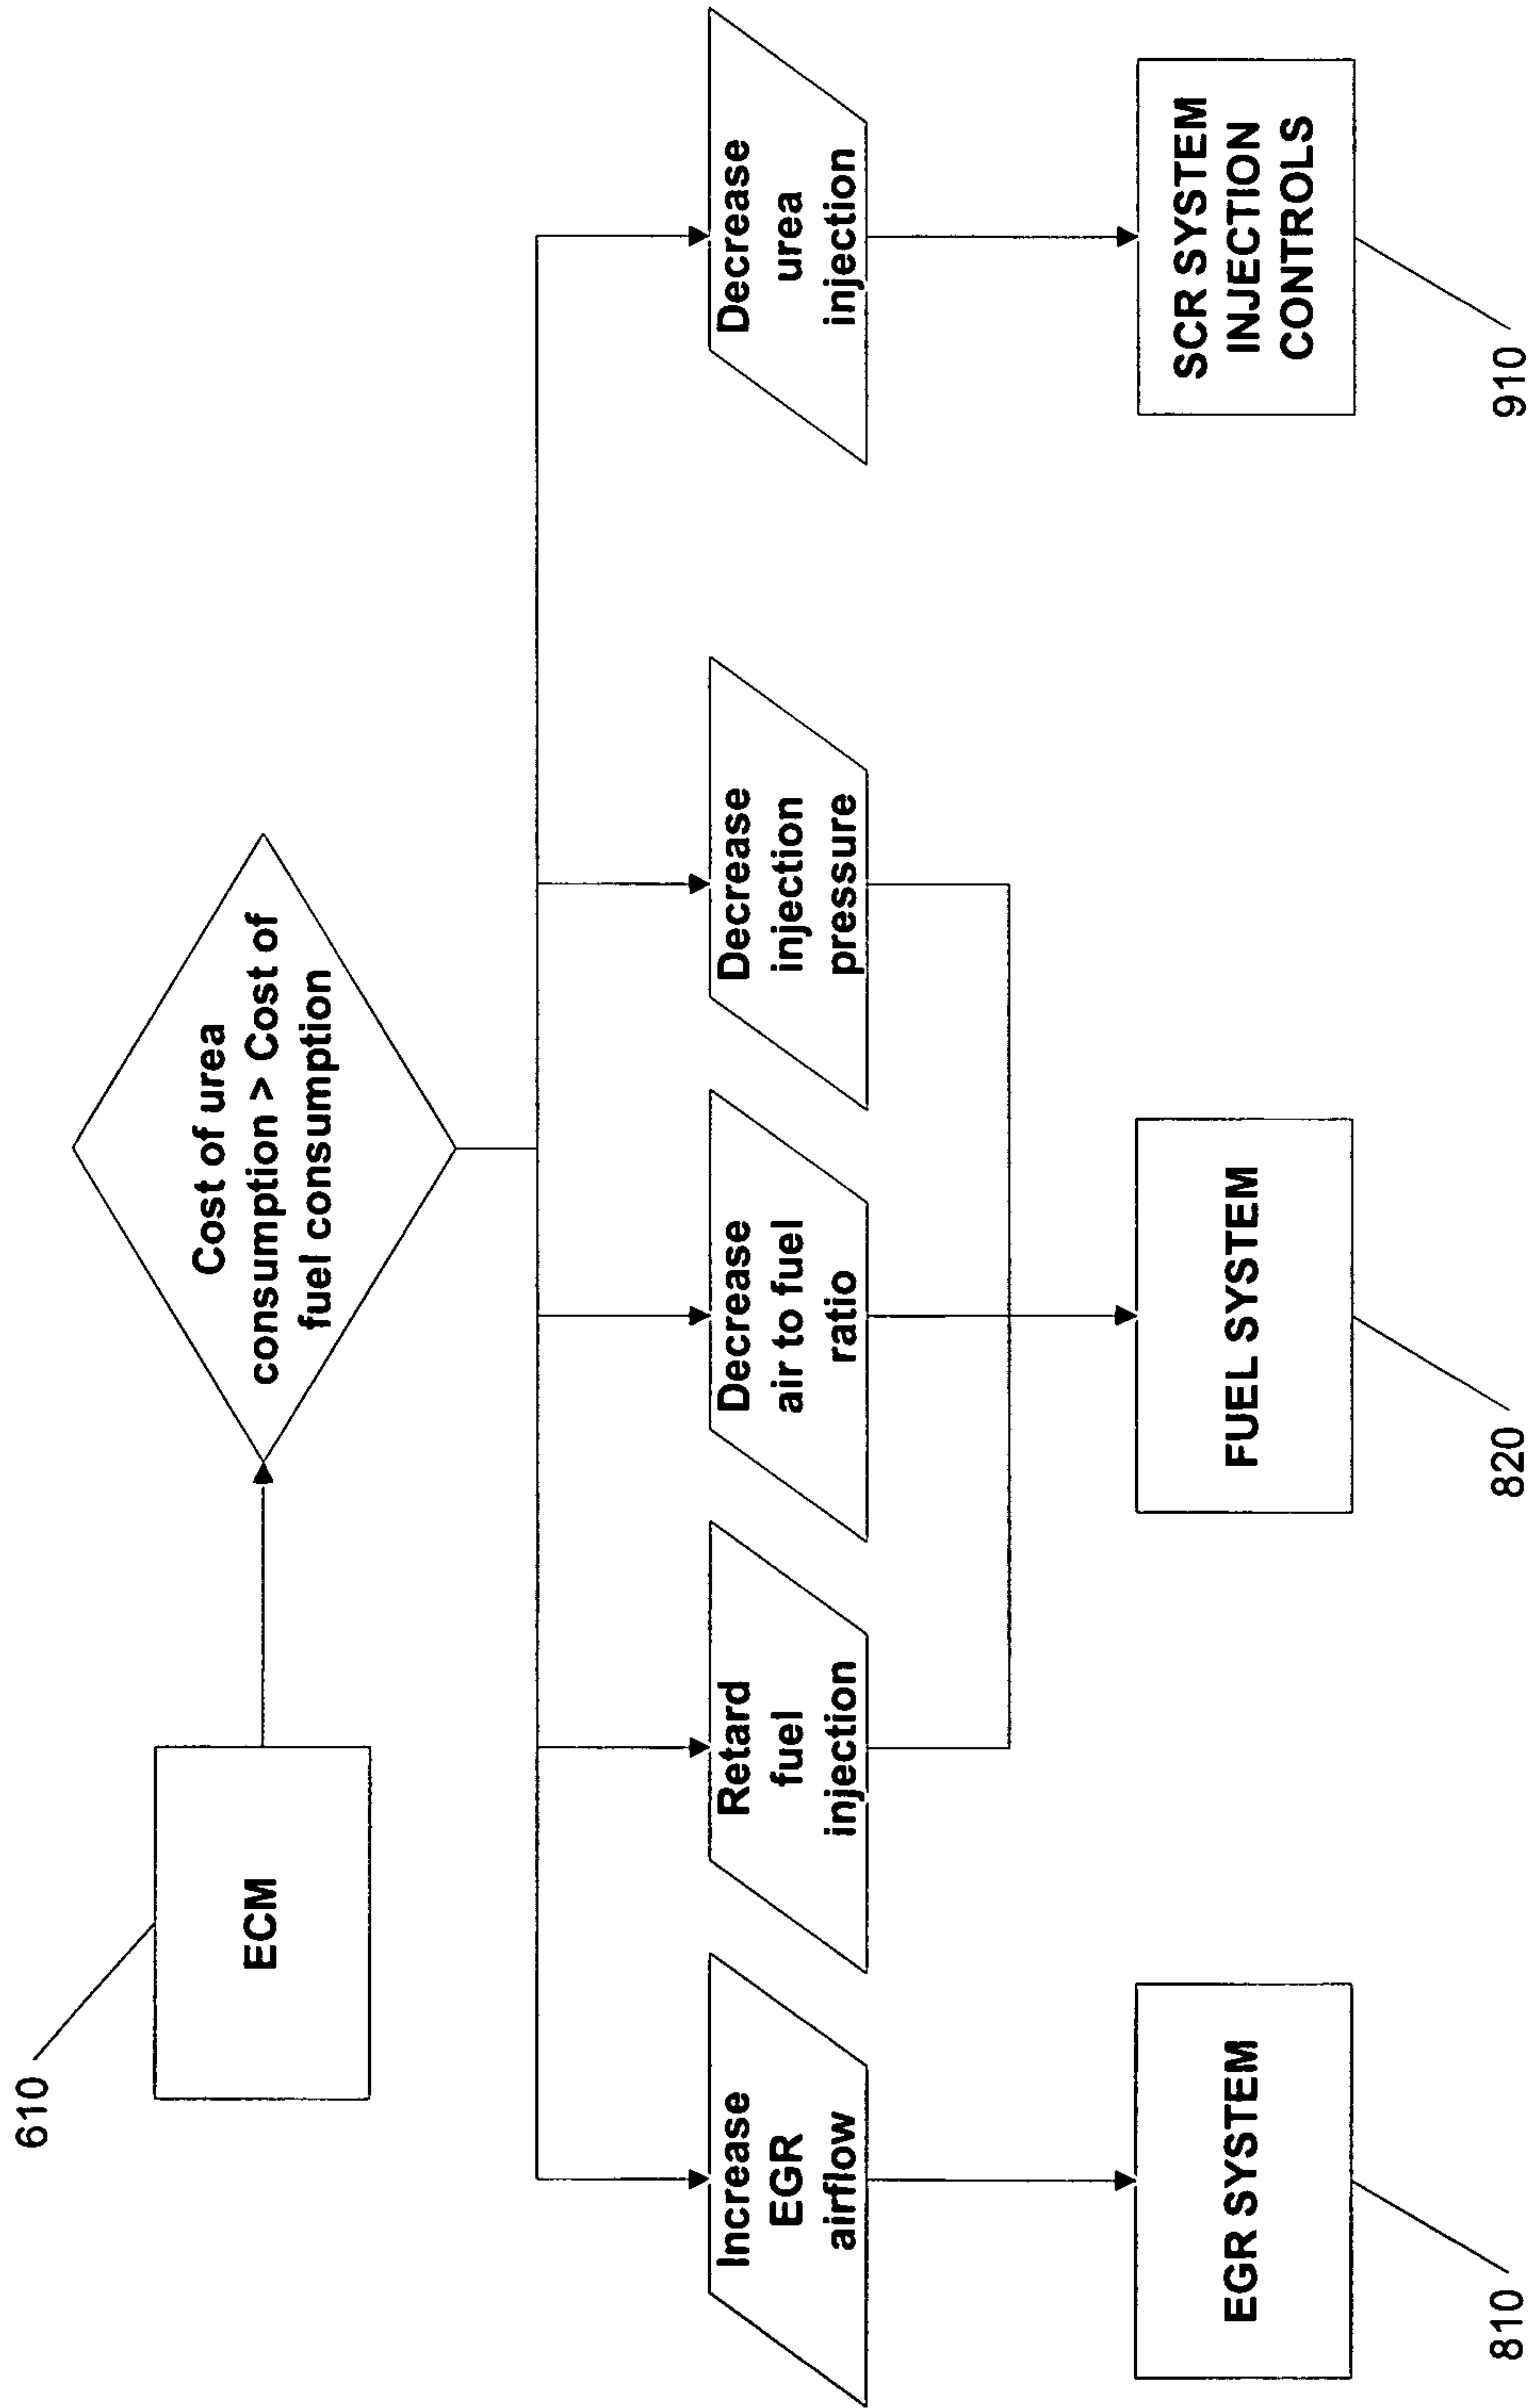 610
ECM
Cost of urea
consumption > Cost of
fuel consumption
Increase
EGR
airflow
Retard
fuel
injection
Decrease
air to fuel
ratio
Decrease
injection
pressure
Decrease
urea
injection
EGR SYSTEM
FUEL SYSTEM
SCR SYSTEM
INJECTION
CONTROLS
810
820
910